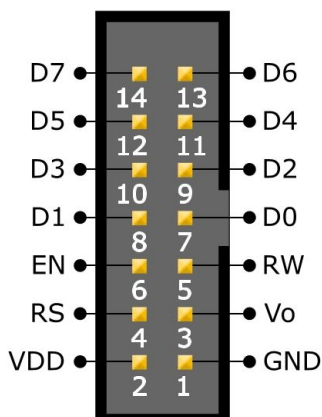 D7 D6
14 13
D5 D4
12 11
D3 D2
10 9
D1 D0
8 7
EN RW
6 5
RS Vo
4 3
VDD GND
2 1